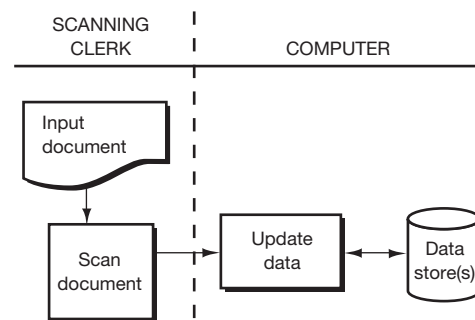 SCANNING
CLERK
COMPUTER
Input
document
Scan
document
Update
data
Data
store(s)